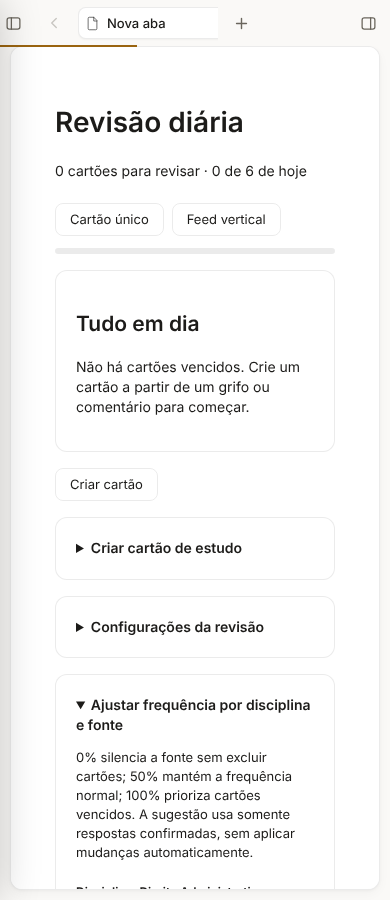 Nova aba
Revisão diária
0 cartões para revisar · 0 de 6 de hoje
Cartão único
Feed vertical
Tudo em dia
Não há cartões vencidos. Crie um
cartão a partir de um grifo ou
comentário para começar.
Criar cartão
Criar cartão de estudo
Configurações da revisão
Ajustar frequência por disciplina
e fonte
0% silencia a fonte sem excluir
cartões; 50% mantém a frequência
normal; 100% prioriza cartões
vencidos. A sugestão usa somente
respostas confirmadas, sem aplicar
mudanças automaticamente.